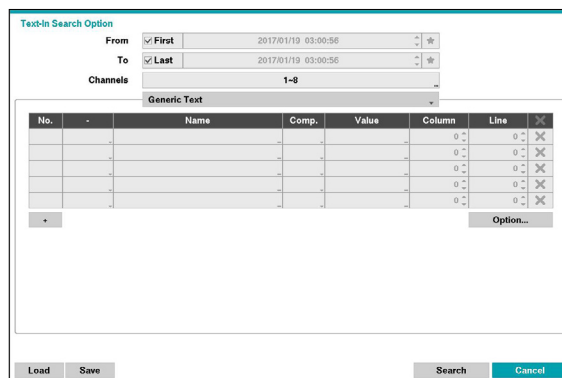 Text-In Search Option
From First 2017/01/19 03:00:56
To Last 2017/01/19 03:00:56
Channels 1~8
Generic Text
No. - Name Comp. Value Column Line
0 0
0 0
0 0
0 0
0 0
+ Option...
Load Save Search Cancel